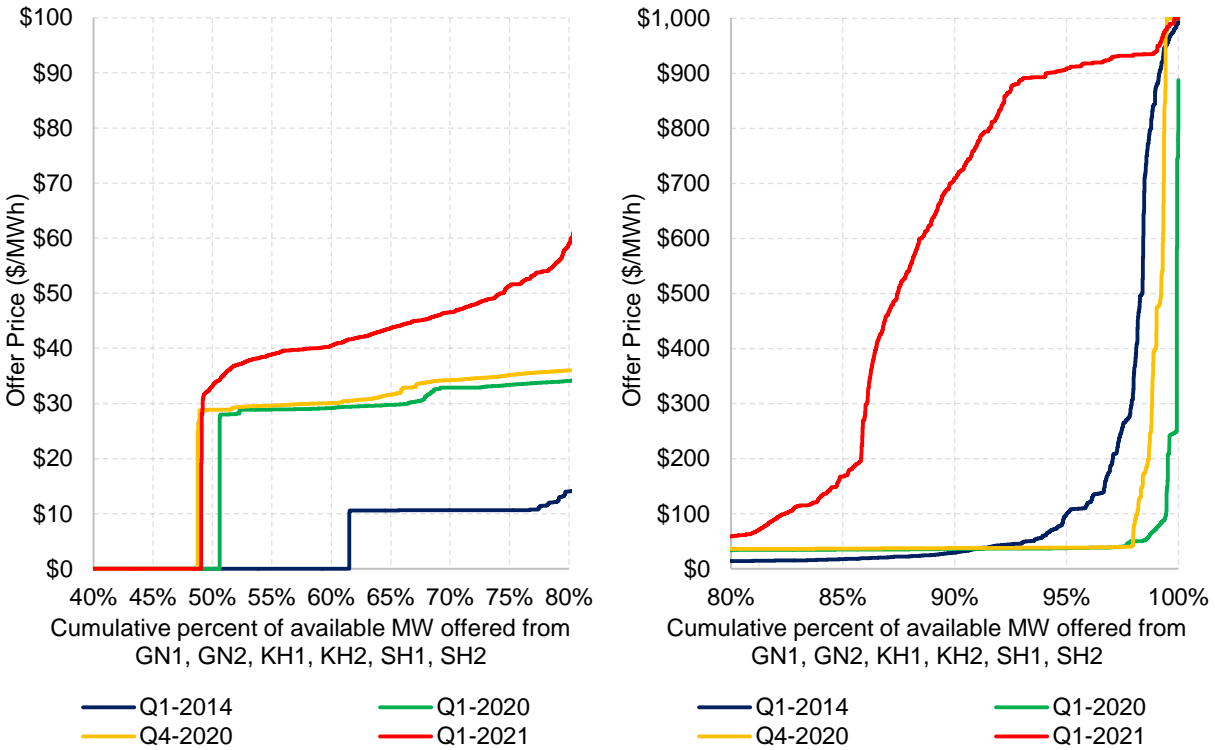 $100
$90
$80
$70
$60
$50
$40
$30
$20
$10
$0
Offer Price ($/MWh)
40% 45% 50% 55% 60% 65% 70% 75% 80%
Cumulative percent of available MW offered from
GN1, GN2, KH1, KH2, SH1, SH2
Q1-2014 Q1-2020
Q4-2020 Q1-2021
$1,000
$900
$800
$700
$600
$500
$400
$300
$200
$100
$0
Offer Price ($/MWh)
80% 85% 90% 95% 100%
Cumulative percent of available MW offered from
GN1, GN2, KH1, KH2, SH1, SH2
Q1-2014 Q1-2020
Q4-2020 Q1-2021